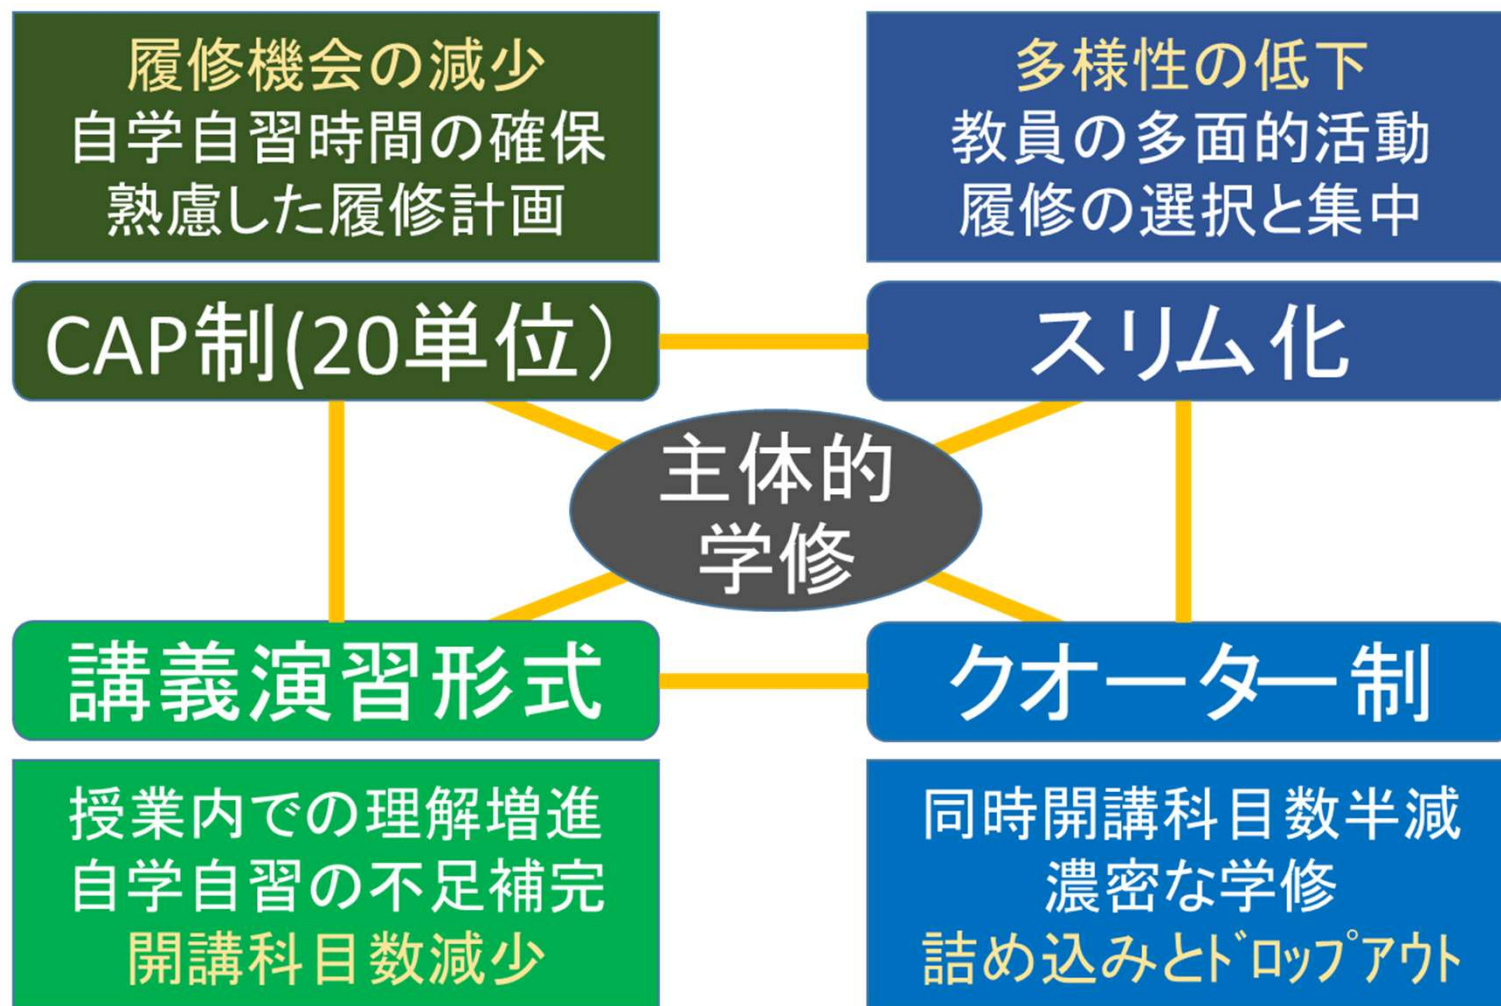 履修機会の減少
自学自習時間の確保
熟慮した履修計画
多様性の低下
教員の多面的活動
履修の選択と集中
CAP制(20単位）
スリム化
主体的
学修
講義演習形式
クオーター制
授業内での理解増進
自学自習の不足補完
開講科目数減少
同時開講科目数半減
濃密な学修
詰め込みとﾄﾞﾛｯﾌﾟｱｳﾄ